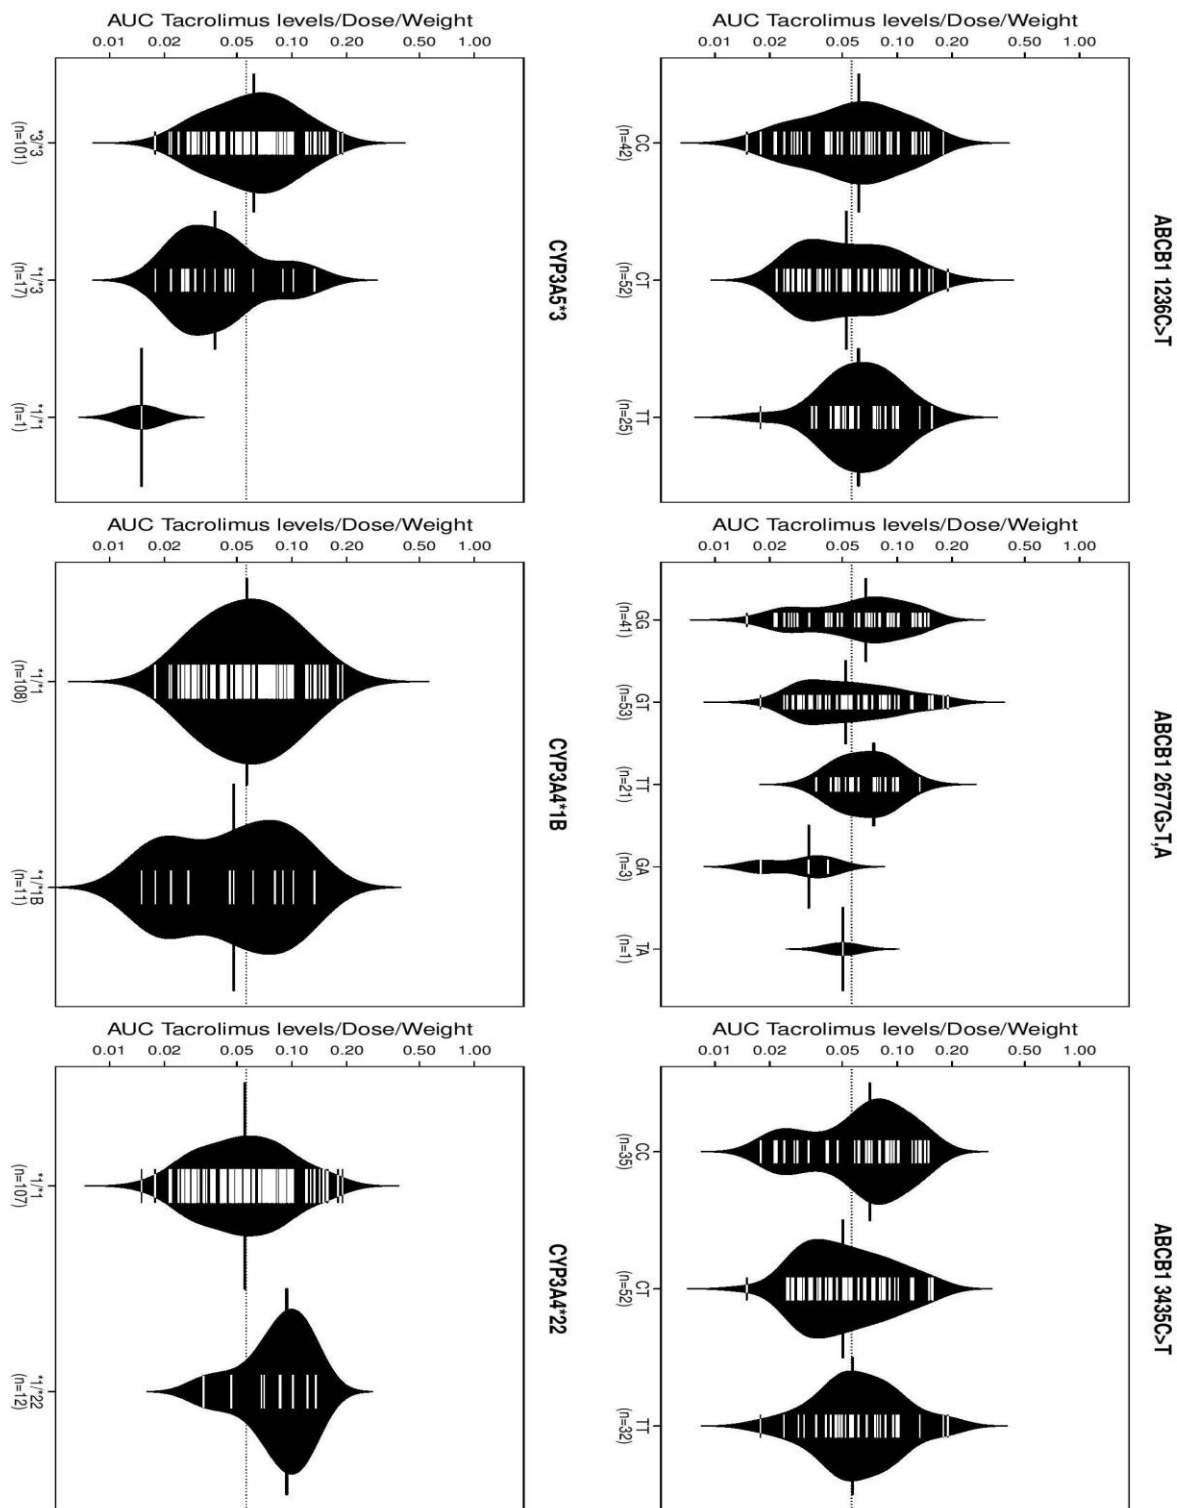 ABCB1 1236C>T
AUC Tacrolimus levels/Dose/Weight
0.01 0.02 0.05 0.10 0.20 0.50 1.00
CC
(n=42)
CT
(n=52)
TT
(n=25)
ABCB1 2677G>T,A
AUC Tacrolimus levels/Dose/Weight
0.01 0.02 0.05 0.10 0.20 0.50 1.00
GG
(n=41)
GT
(n=53)
TT
(n=21)
GA
(n=3)
TA
(n=1)
ABCB1 3435C>T
AUC Tacrolimus levels/Dose/Weight
0.01 0.02 0.05 0.10 0.20 0.50 1.00
CC
(n=35)
CT
(n=52)
TT
(n=32)
CYP3A5*3
AUC Tacrolimus levels/Dose/Weight
0.01 0.02 0.05 0.10 0.20 0.50 1.00
*3/*3
(n=101)
*1/*3
(n=17)
*1/*1
(n=1)
CYP3A4*1B
AUC Tacrolimus levels/Dose/Weight
0.01 0.02 0.05 0.10 0.20 0.50 1.00
*1/*1
(n=108)
*1/*1B
(n=11)
CYP3A4*22
AUC Tacrolimus levels/Dose/Weight
0.01 0.02 0.05 0.10 0.20 0.50 1.00
*1/*1
(n=107)
*1/*22
(n=12)